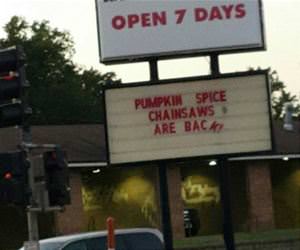 OPEN 7 DAYS
PUMPKIN SPICE
CHAINSAWS
ARE BACK